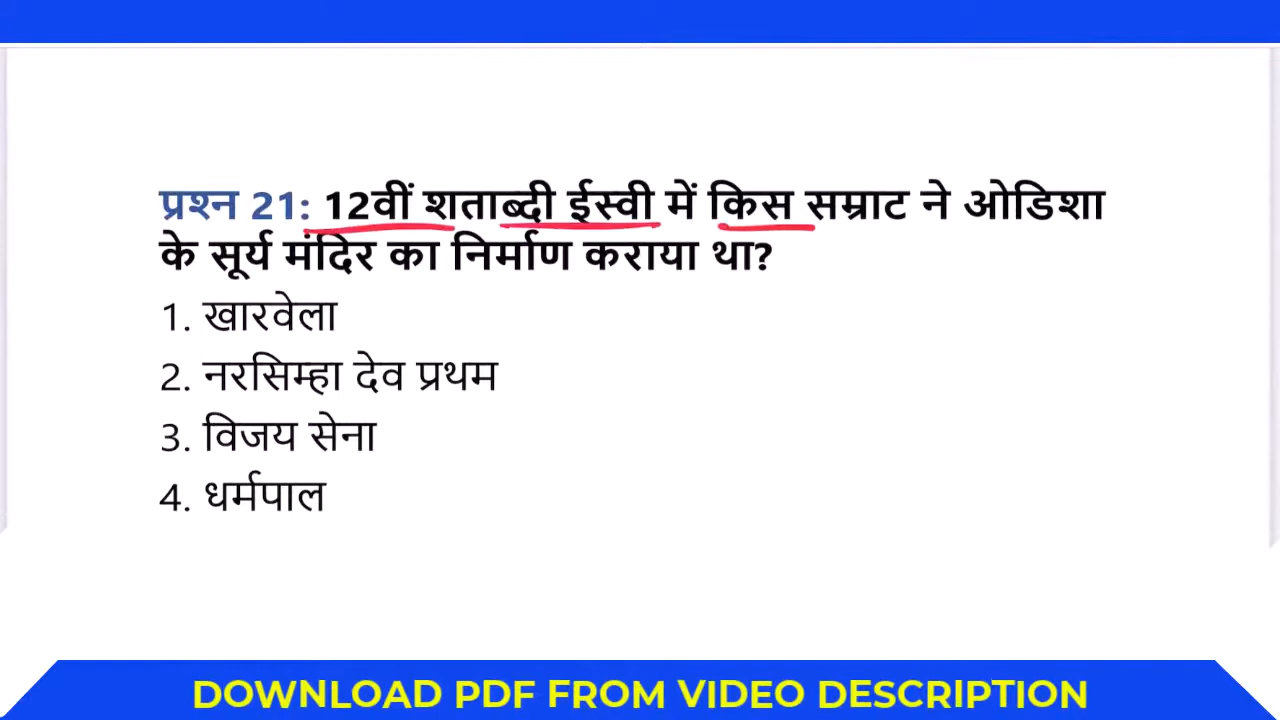 प्रश्न 21: 12वीं शताब्दी ईस्वी में किस सम्राट ने ओडिशा
के सूर्य मंदिर का निर्माण कराया था?
1. खारवेला
2. नरसिम्हा देव प्रथम
3. विजय सेना
4. धर्मपाल
DOWNLOAD PDF FROM VIDEO DESCRIPTION